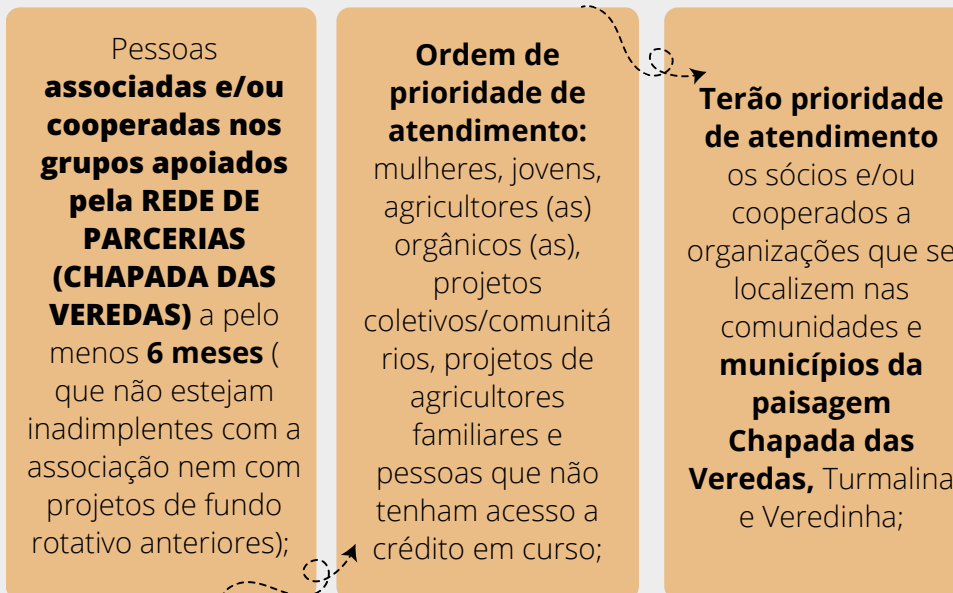 Pessoas
associadas e/ou
cooperadas nos
grupos apoiados
pela REDE DE
PARCERIAS
(CHAPADA DAS
VEREDAS) a pelo
menos 6 meses (
que não estejam
inadimplentes com a
associação nem com
projetos de fundo
rotativo anteriores);
Ordem de
prioridade de
atendimento:
mulheres, jovens,
agricultores (as)
orgânicos (as),
projetos
coletivos/comunitá
rios, projetos de
agricultores
familiares e
pessoas que não
tenham acesso a
crédito em curso;
Terão prioridade
de atendimento
os sócios e/ou
cooperados a
organizações que se
localizem nas
comunidades e
municípios da
paisagem
Chapada das
Veredas, Turmalina
e Veredinha;